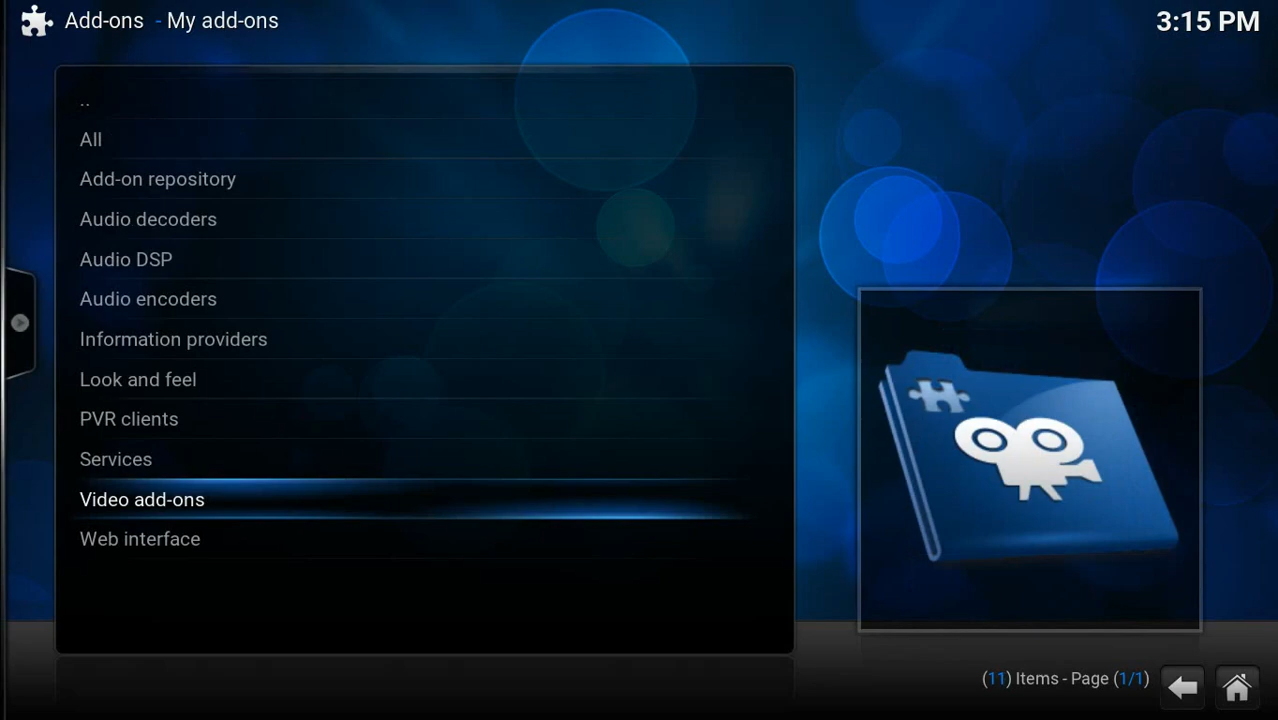 Add-ons - My add-ons
3:15 PM
..
All
Add-on repository
Audio decoders
Audio DSP
Audio encoders
Information providers
Look and feel
PVR clients
Services
Video add-ons
Web interface
(11) Items - Page (1/1)